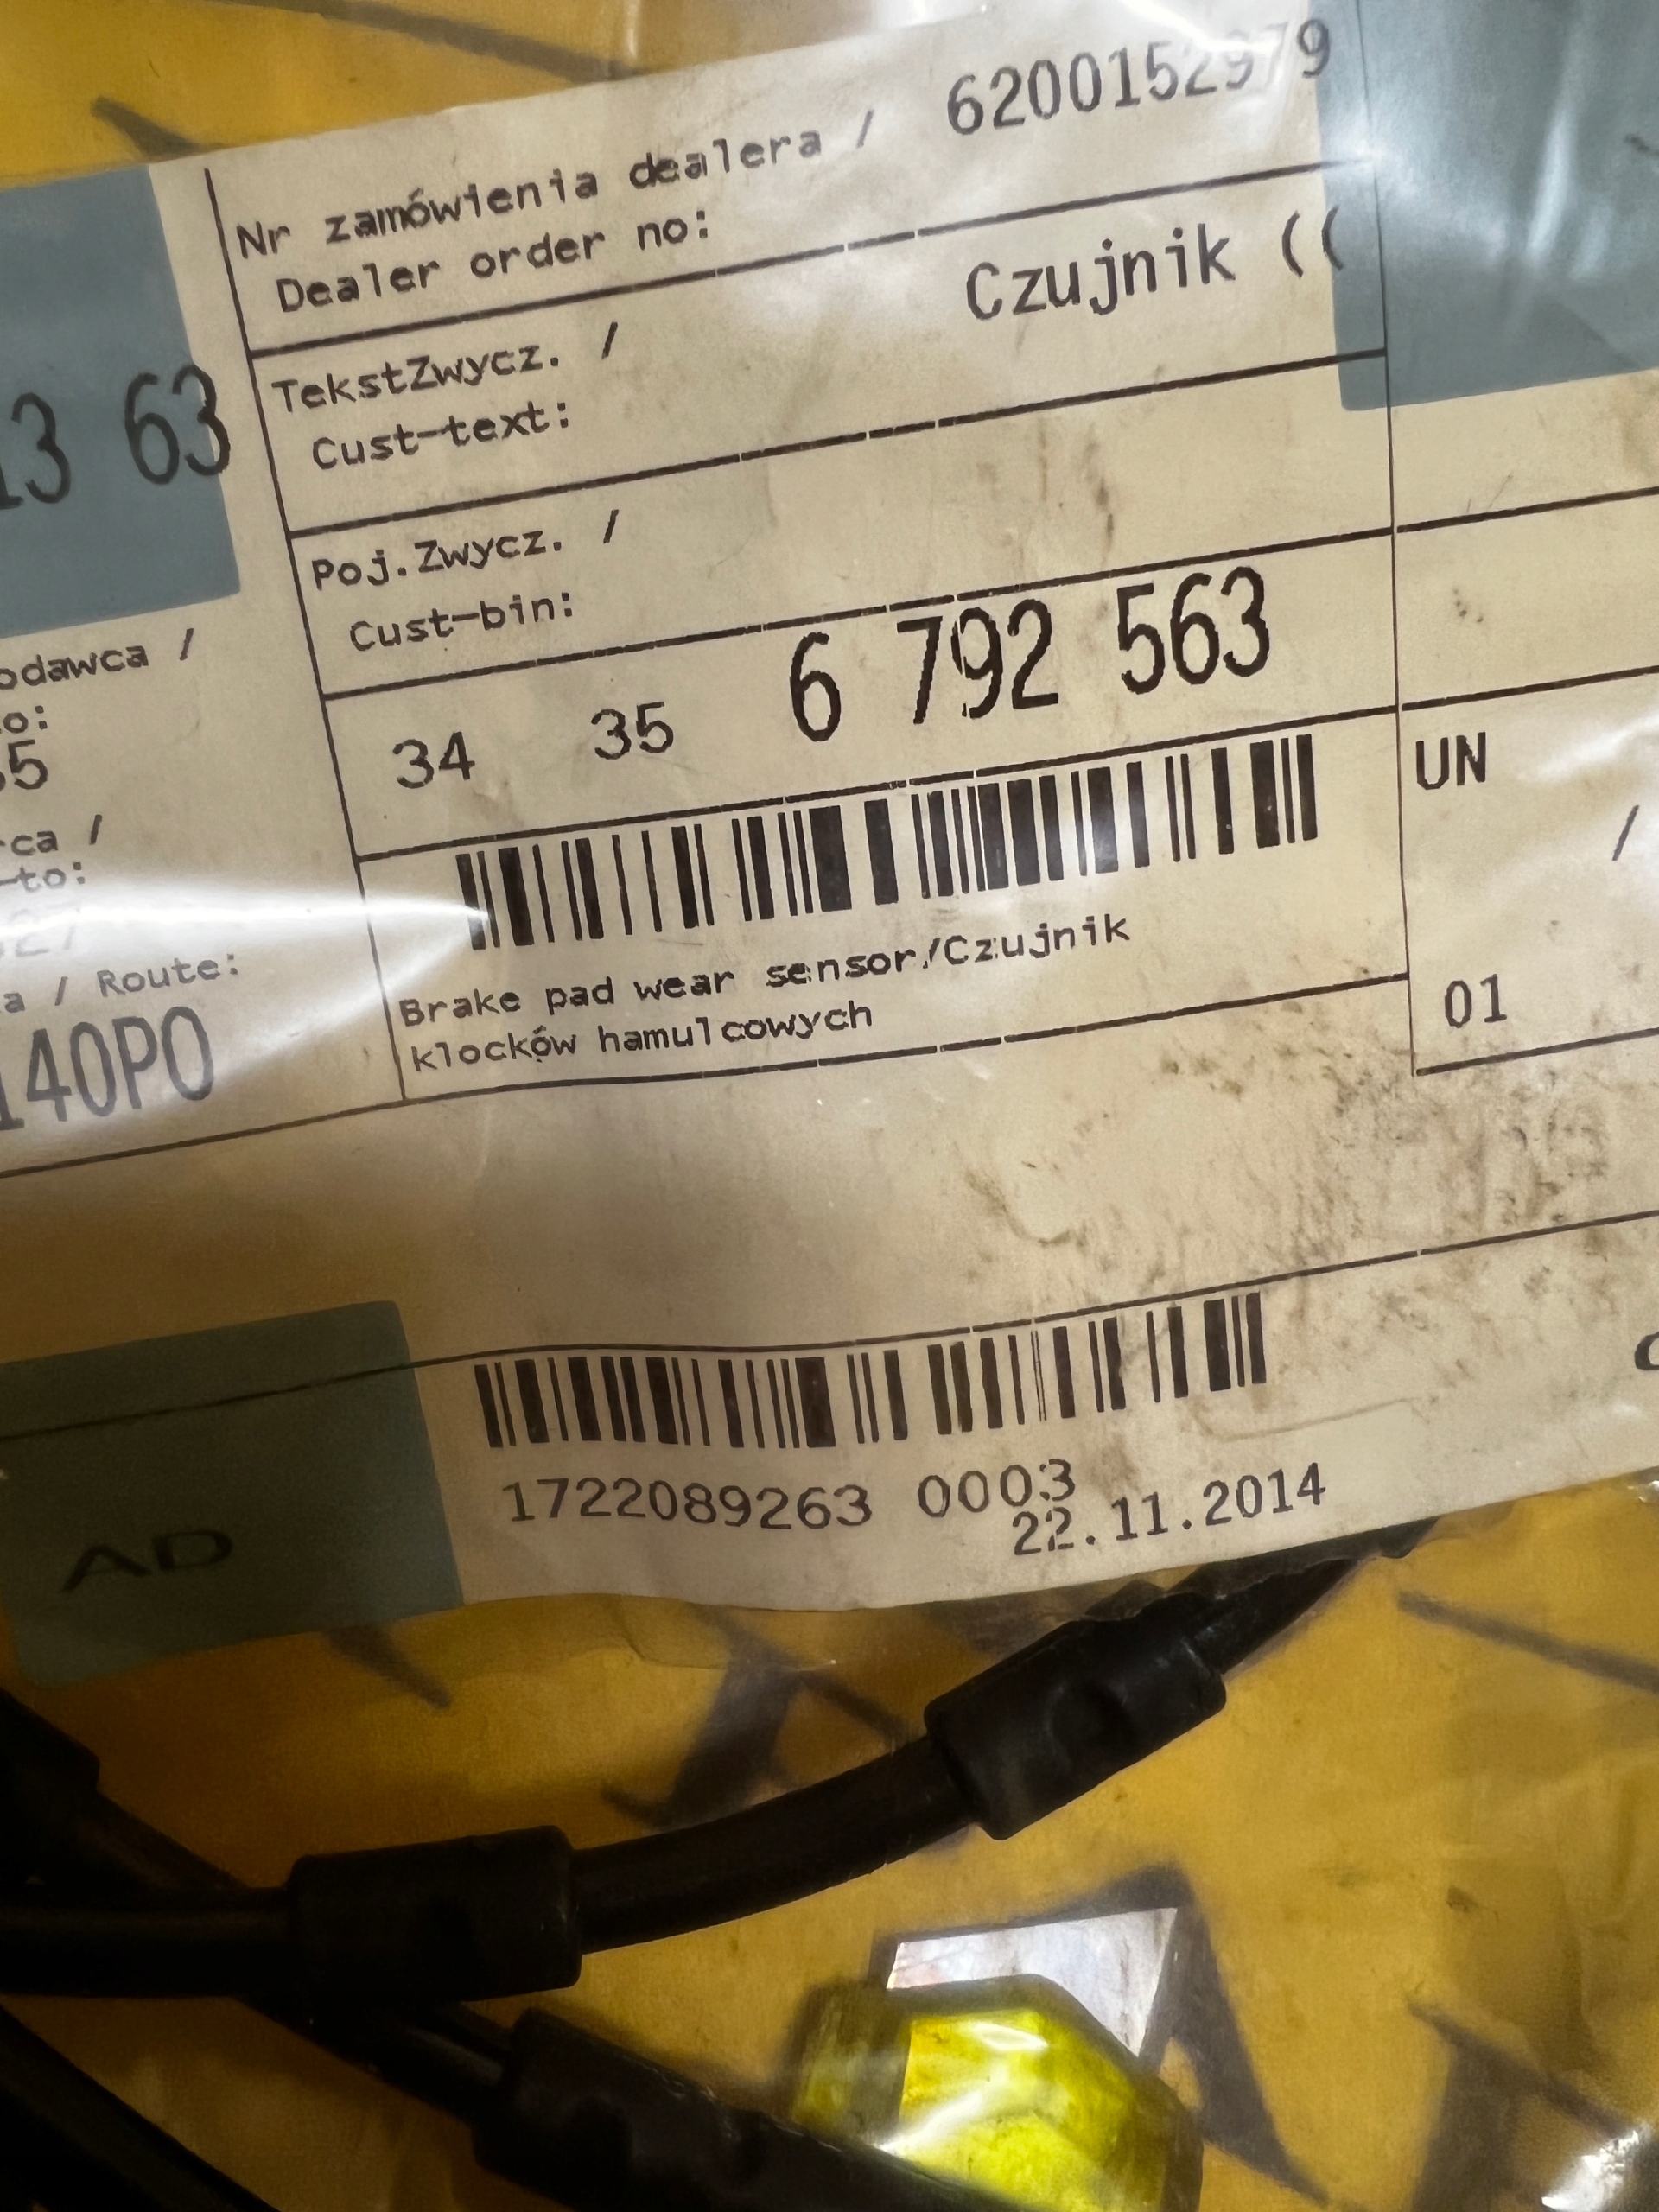 Nr zamówienia dealera / 6200152979
Dealer order no:
TekstZwycz. / Czujnik ((
Cust-text:
13 63
Poj.Zwycz. /
Cust-bin:
34 35 6 792 563
UN
/
Brake pad wear sensor/Czujnik
klocków hamulcowych
01
/ Route:
140PO
1722089263 0003
22.11.2014
AD